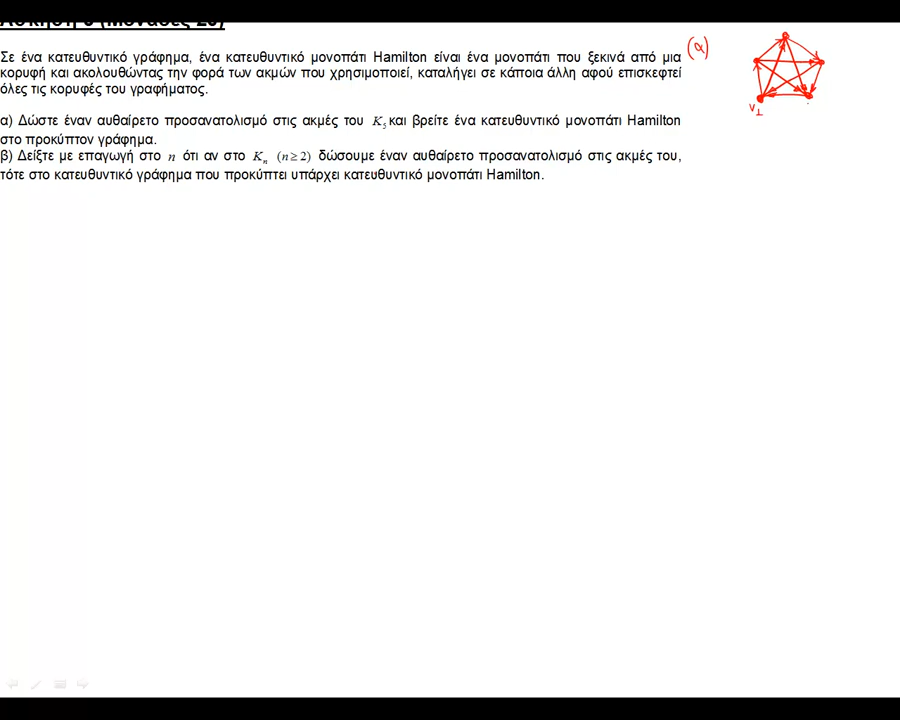 Σε ένα κατευθυντικό γράφημα, ένα κατευθυντικό μονοπάτι Hamilton είναι ένα μονοπάτι που ξεκινά από μια
κορυφή και ακολουθώντας την φορά των ακμών που χρησιμοποιεί, καταλήγει σε κάποια άλλη αφού επισκεφτεί
όλες τις κορυφές του γραφήματος.
α) Δώστε έναν αυθαίρετο προσανατολισμό στις ακμές του K₅ και βρείτε ένα κατευθυντικό μονοπάτι Hamilton
στο προκύπτον γράφημα.
β) Δείξτε με επαγωγή στο n ότι αν στο Kₙ (n≥2) δώσουμε έναν αυθαίρετο προσανατολισμό στις ακμές του,
τότε στο κατευθυντικό γράφημα που προκύπτει υπάρχει κατευθυντικό μονοπάτι Hamilton.
(α)
v₁